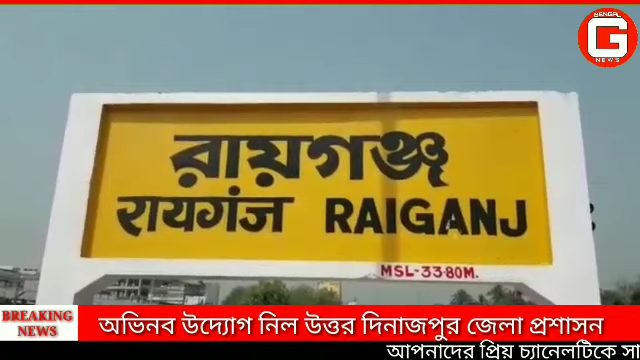 BENGAL
G
NEWS
রায়গঞ্জ
रायगंज RAIGANJ
MSL-33·80M.
BREAKING
NEWS
অভিনব উদ্যোগ নিল উত্তর দিনাজপুর জেলা প্রশাসন
আপনাদের প্রিয় চ্যানেলটিকে